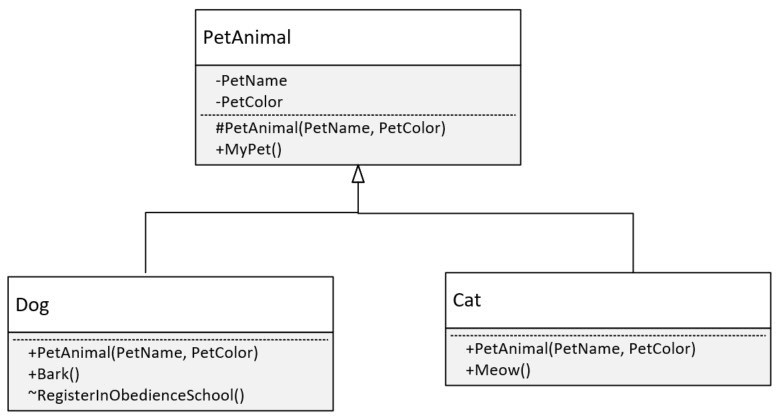 PetAnimal
-PetName
-PetColor
#PetAnimal(PetName, PetColor)
+MyPet()
Dog
+PetAnimal(PetName, PetColor)
+Bark()
~RegisterInObedienceSchool()
Cat
+PetAnimal(PetName, PetColor)
+Meow()